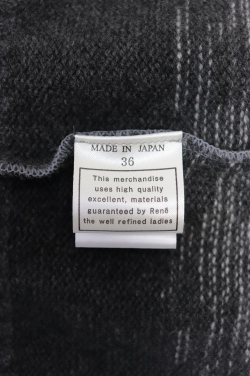 MADE IN JAPAN
36
This merchandise
uses high quality
excellent, materials
guaranteed by René
the well refined ladies